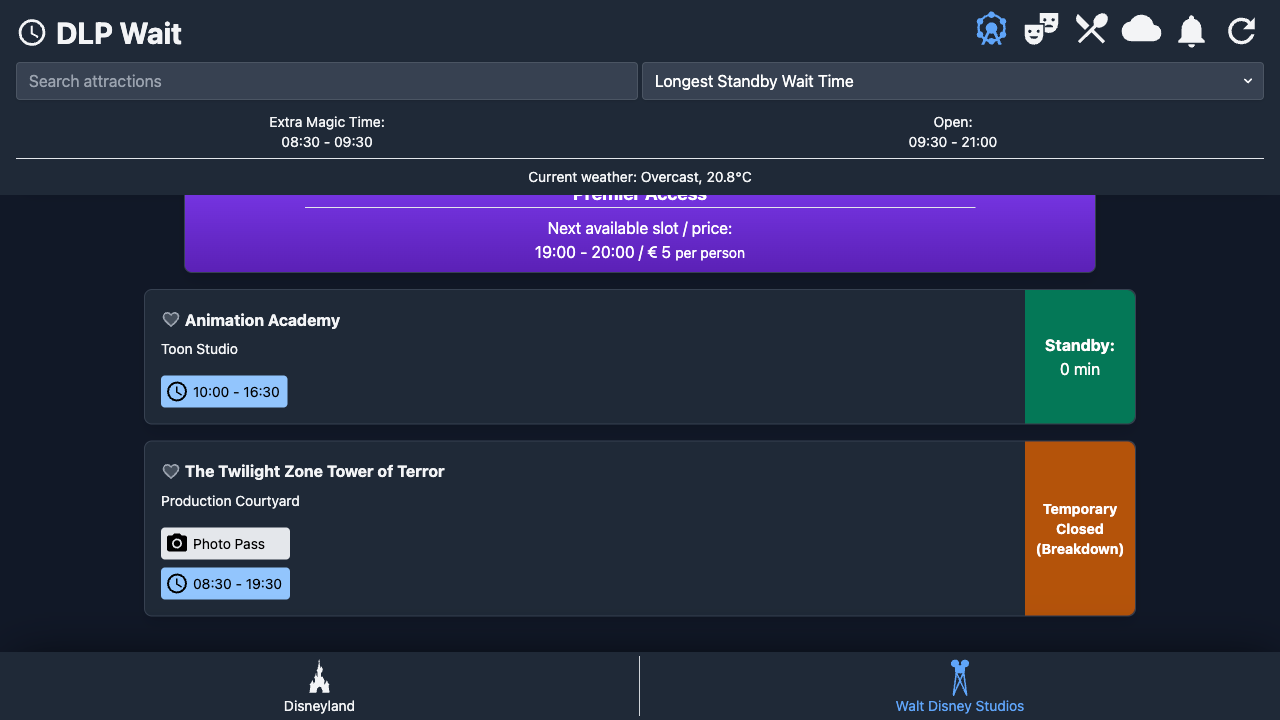 DLP Wait
Search attractions
Longest Standby Wait Time
Extra Magic Time:
08:30 - 09:30
Open:
09:30 - 21:00
Current weather: Overcast, 20.8°C
Premier Access
Next available slot / price:
19:00 - 20:00 / € 5 per person
Animation Academy
Toon Studio
10:00 - 16:30
Standby:
0 min
The Twilight Zone Tower of Terror
Production Courtyard
Photo Pass
08:30 - 19:30
Temporary
Closed
(Breakdown)
Disneyland
Walt Disney Studios